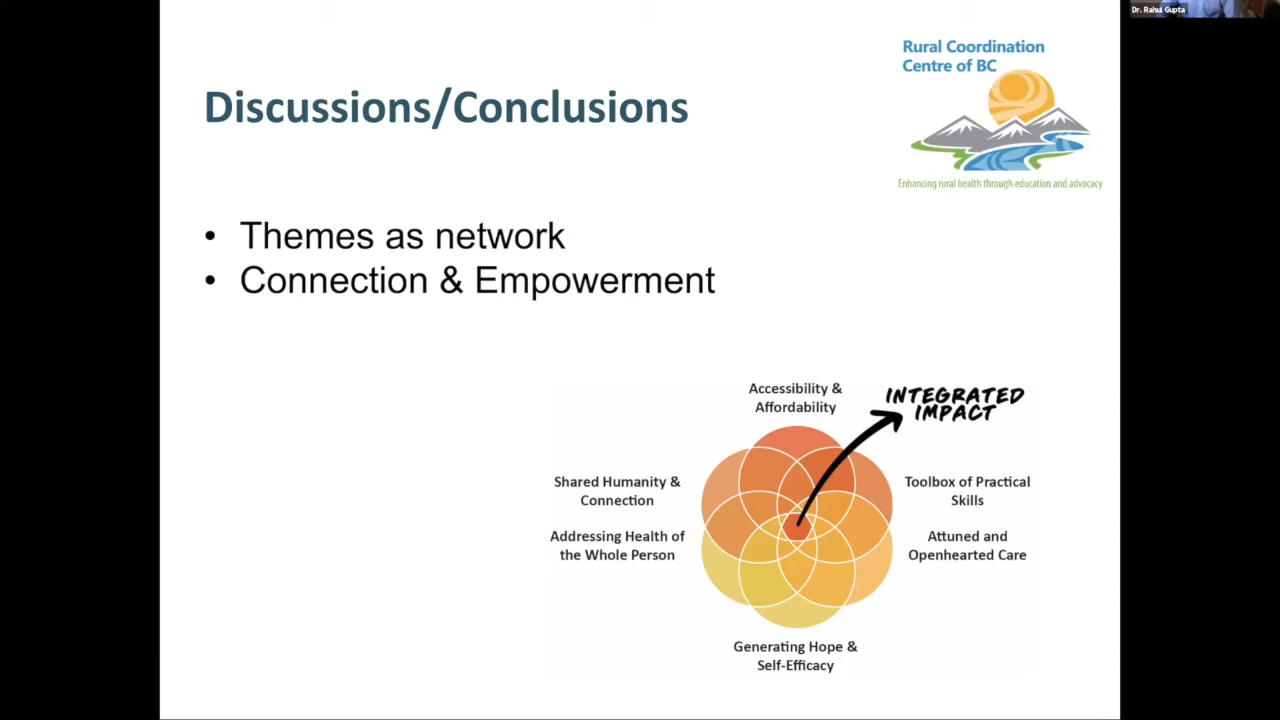 Dr. Rahul Gupta
Rural Coordination
Centre of BC
Enhancing rural health through education and advocacy
Discussions/Conclusions
• Themes as network
• Connection & Empowerment
Accessibility &
Affordability
INTEGRATED
IMPACT
Shared Humanity &
Connection
Toolbox of Practical
Skills
Addressing Health of
the Whole Person
Attuned and
Openhearted Care
Generating Hope &
Self-Efficacy